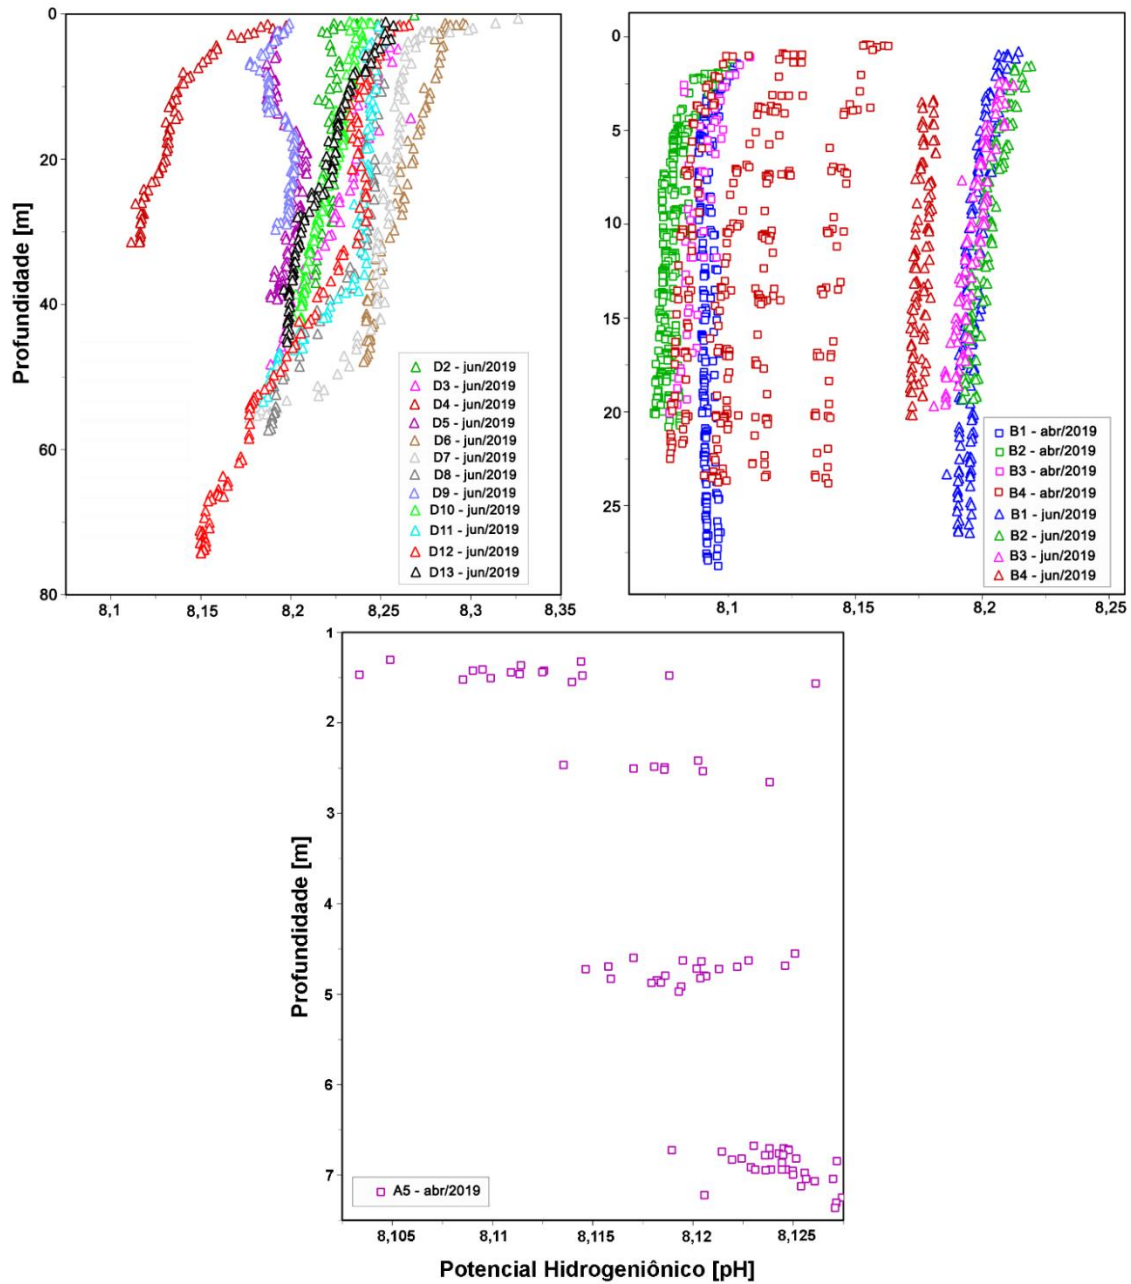 0
20
40
60
80
Profundidade [m]
8,1
8,15
8,2
8,25
8,3
8,35
D2 - jun/2019
D3 - jun/2019
D4 - jun/2019
D5 - jun/2019
D6 - jun/2019
D7 - jun/2019
D8 - jun/2019
D9 - jun/2019
D10 - jun/2019
D11 - jun/2019
D12 - jun/2019
D13 - jun/2019
0
5
10
15
20
25
8,1
8,15
8,2
8,25
B1 - abr/2019
B2 - abr/2019
B3 - abr/2019
B4 - abr/2019
B1 - jun/2019
B2 - jun/2019
B3 - jun/2019
B4 - jun/2019
1
2
3
4
5
6
7
Profundidade [m]
A5 - abr/2019
8,105
8,11
8,115
8,12
8,125
Potencial Hidrogeniônico [pH]